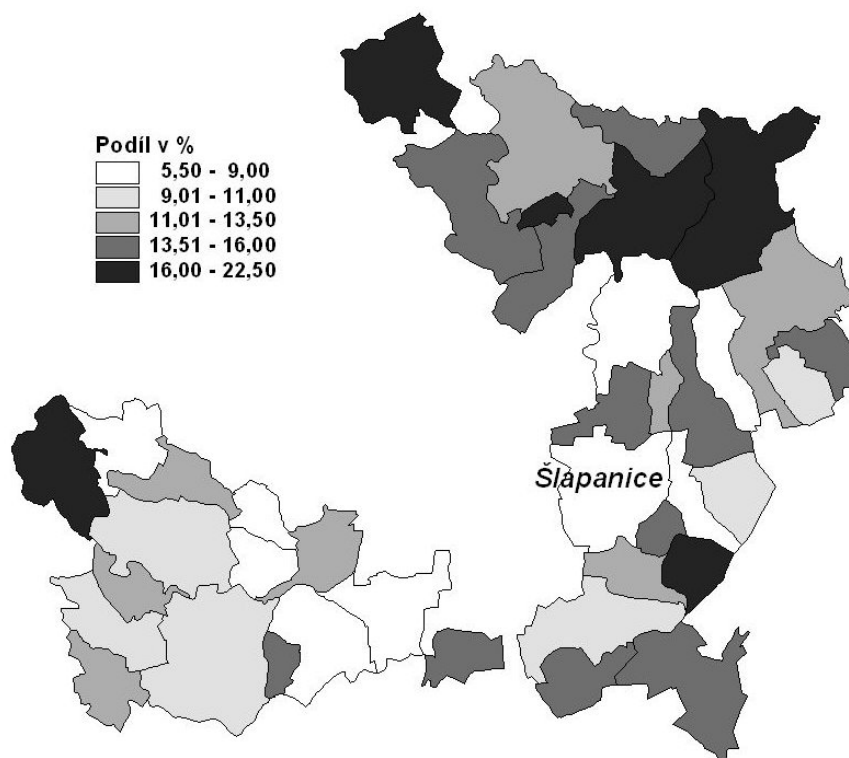 Podíl v %
5,50 - 9,00
9,01 - 11,00
11,01 - 13,50
13,51 - 16,00
16,00 - 22,50
Šlapanice